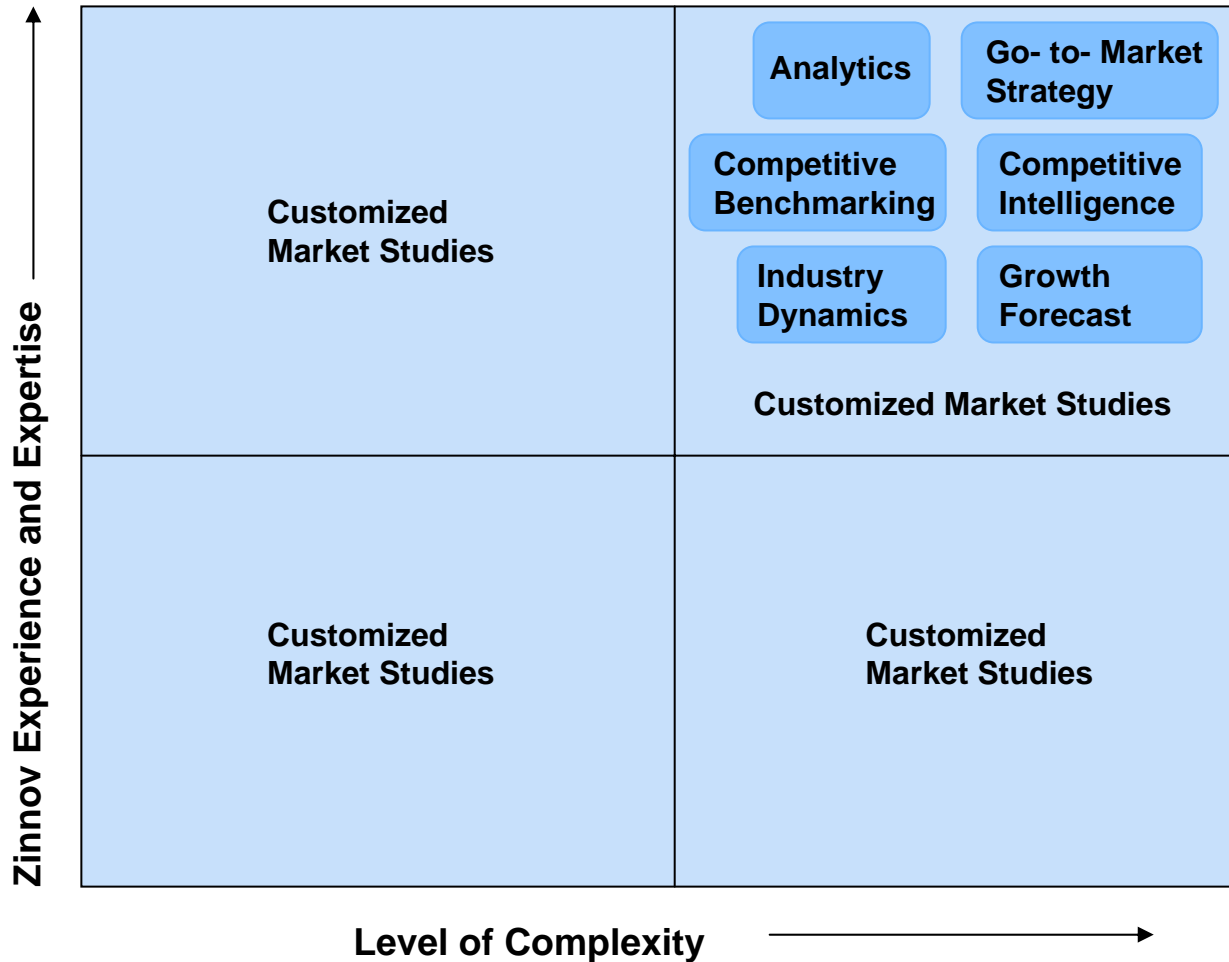 Analytics
Go- to- Market
Strategy
Competitive
Benchmarking
Competitive
Intelligence
Customized
Market Studies
Industry
Dynamics
Growth
Forecast
Customized Market Studies
Zinnov Experience and Expertise
Customized
Market Studies
Customized
Market Studies
Level of Complexity